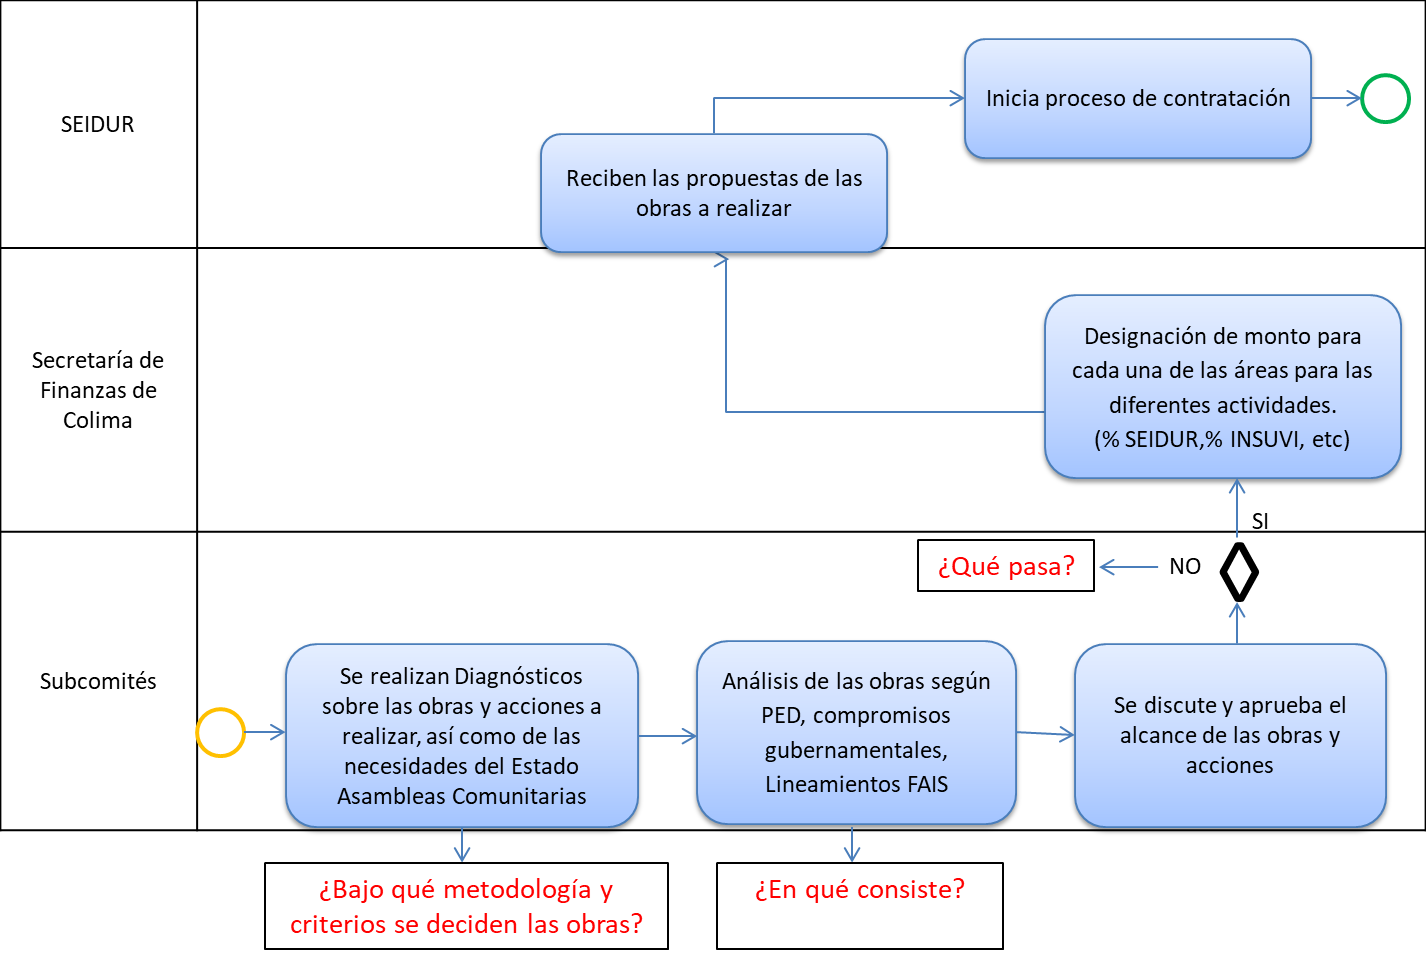 SEIDUR
Inicia proceso de contratación
Reciben las propuestas de las
obras a realizar
Secretaría de
Finanzas de
Colima
Designación de monto para
cada una de las áreas para las
diferentes actividades.
(% SEIDUR,% INSUVI, etc)
SI
NO
¿Qué pasa?
Subcomités
Se realizan Diagnósticos
sobre las obras y acciones a
realizar, así como de las
necesidades del Estado
Asambleas Comunitarias
Análisis de las obras según
PED, compromisos
gubernamentales,
Lineamientos FAIS
Se discute y aprueba el
alcance de las obras y
acciones
¿Bajo qué metodología y
criterios se deciden las obras?
¿En qué consiste?